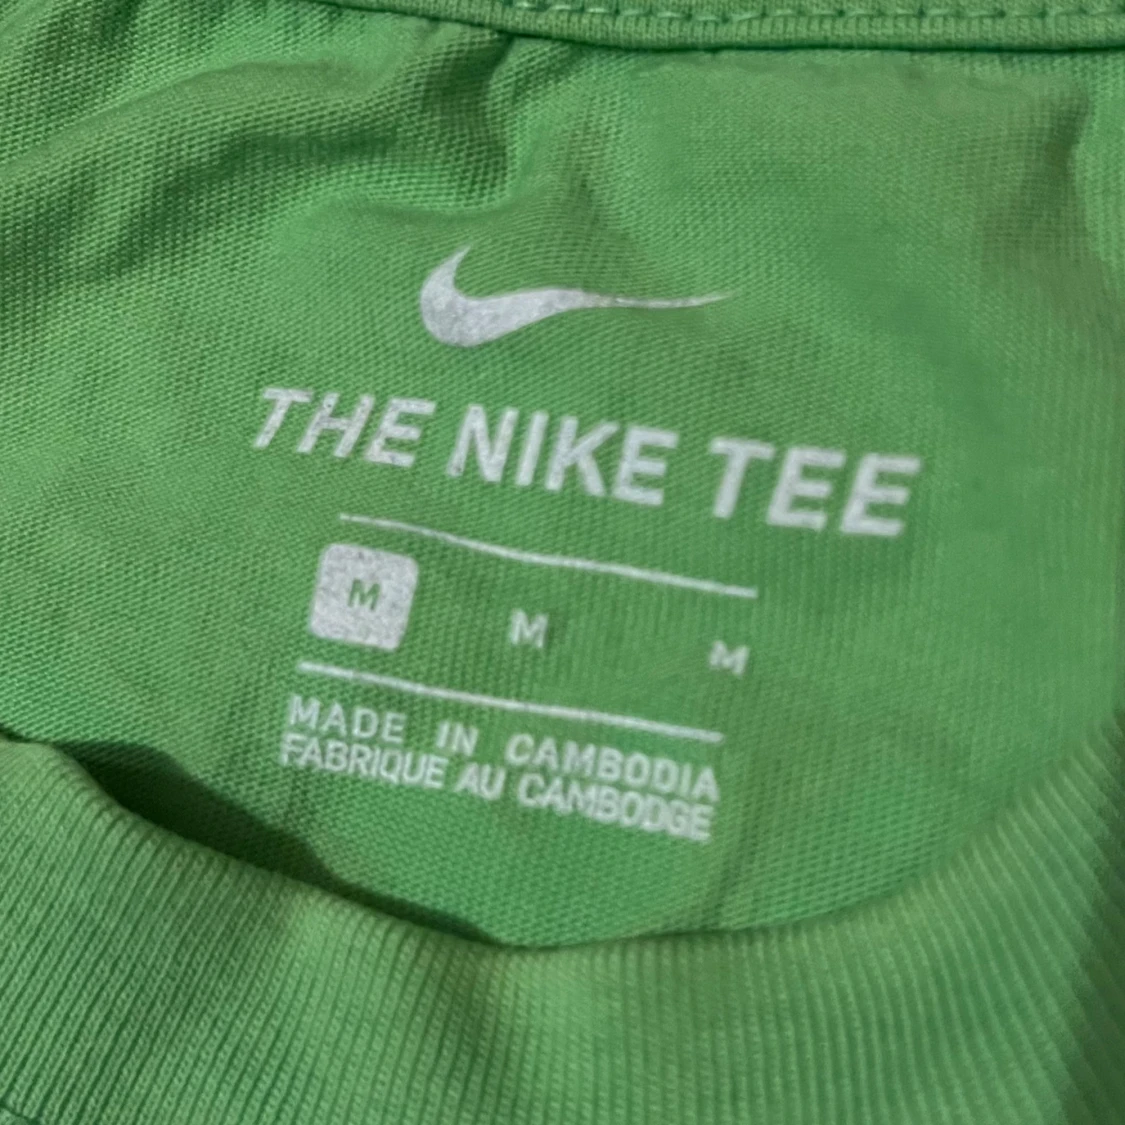 THE NIKE TEE
M M M
MADE IN CAMBODIA
FABRIQUE AU CAMBODGE